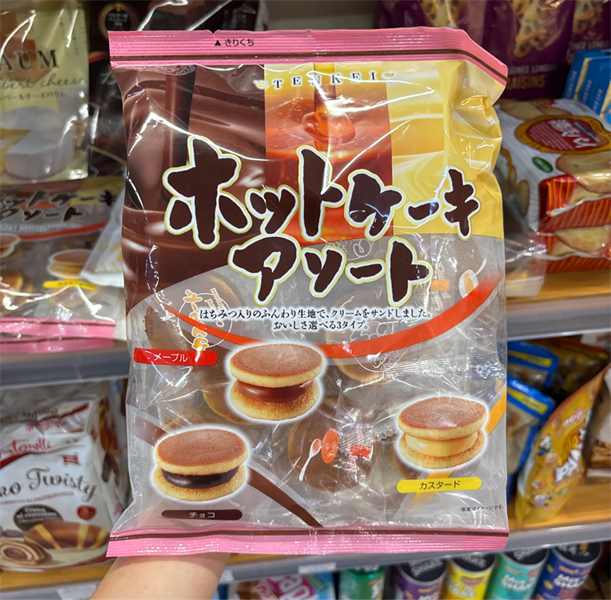 ▲きりくち
TENKEI
ホットケーキ
アソート
はちみつ入りのふんわり生地で、クリームをサンドしました。
おいしさ選べる3タイプ。
メープル
カスタード
チョコ
AUM
ホットケーキ
アソート
Twisty
AISINS